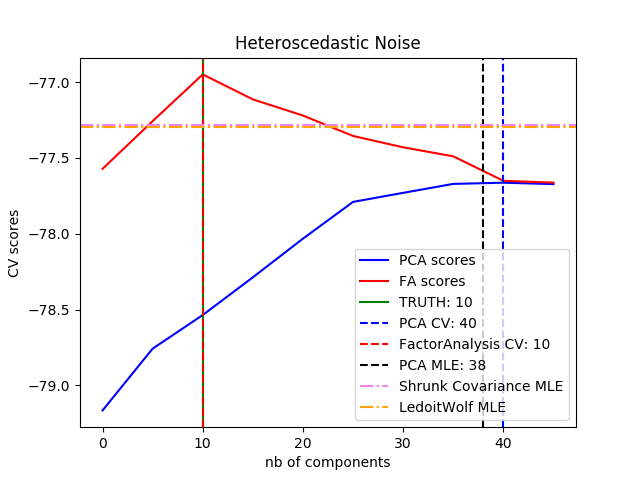 Heteroscedastic Noise
CV scores
−77.0
−77.5
−78.0
−78.5
−79.0
PCA scores
FA scores
TRUTH: 10
PCA CV: 40
FactorAnalysis CV: 10
PCA MLE: 38
Shrunk Covariance MLE
LedoitWolf MLE
0 10 20 30 40
nb of components